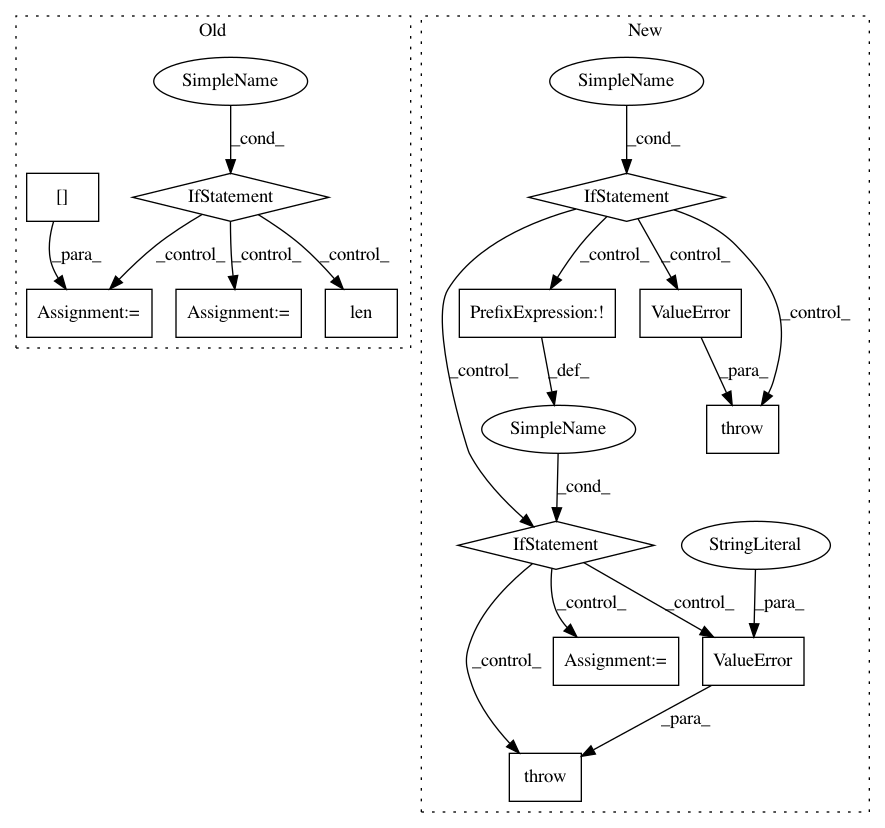 Old
New
SimpleName
SimpleName
_cond_
_cond_
[]
IfStatement
IfStatement
_para_
_control_
_control_
_control_
_control_
_control_
Assignment:=
Assignment:=
len
PrefixExpression:!
ValueError
_control_
_control_
_def_
_para_
SimpleName
throw
_cond_
IfStatement
StringLiteral
_control_
_control_
_para_
_control_
Assignment:=
ValueError
_para_
throw